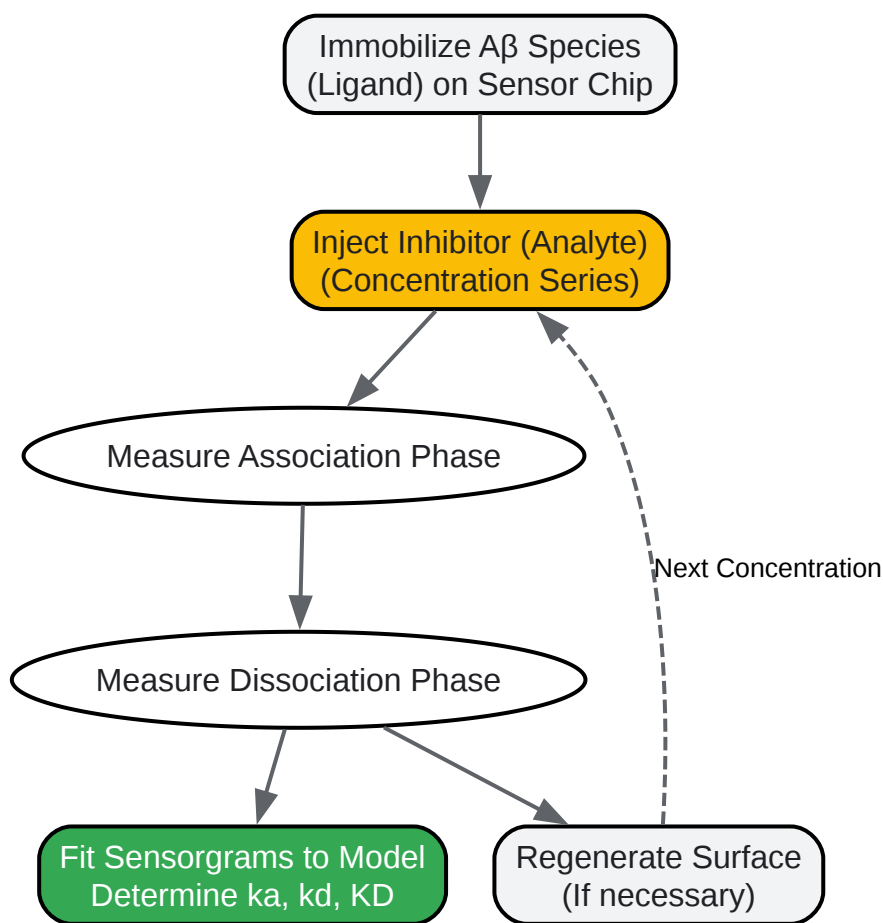 Immobilize Aβ Species
(Ligand) on Sensor Chip
Inject Inhibitor (Analyte)
(Concentration Series)
Measure Association Phase
Next Concentration
Measure Dissociation Phase
Fit Sensorgrams to Model
Determine ka, kd, KD
Regenerate Surface
(If necessary)